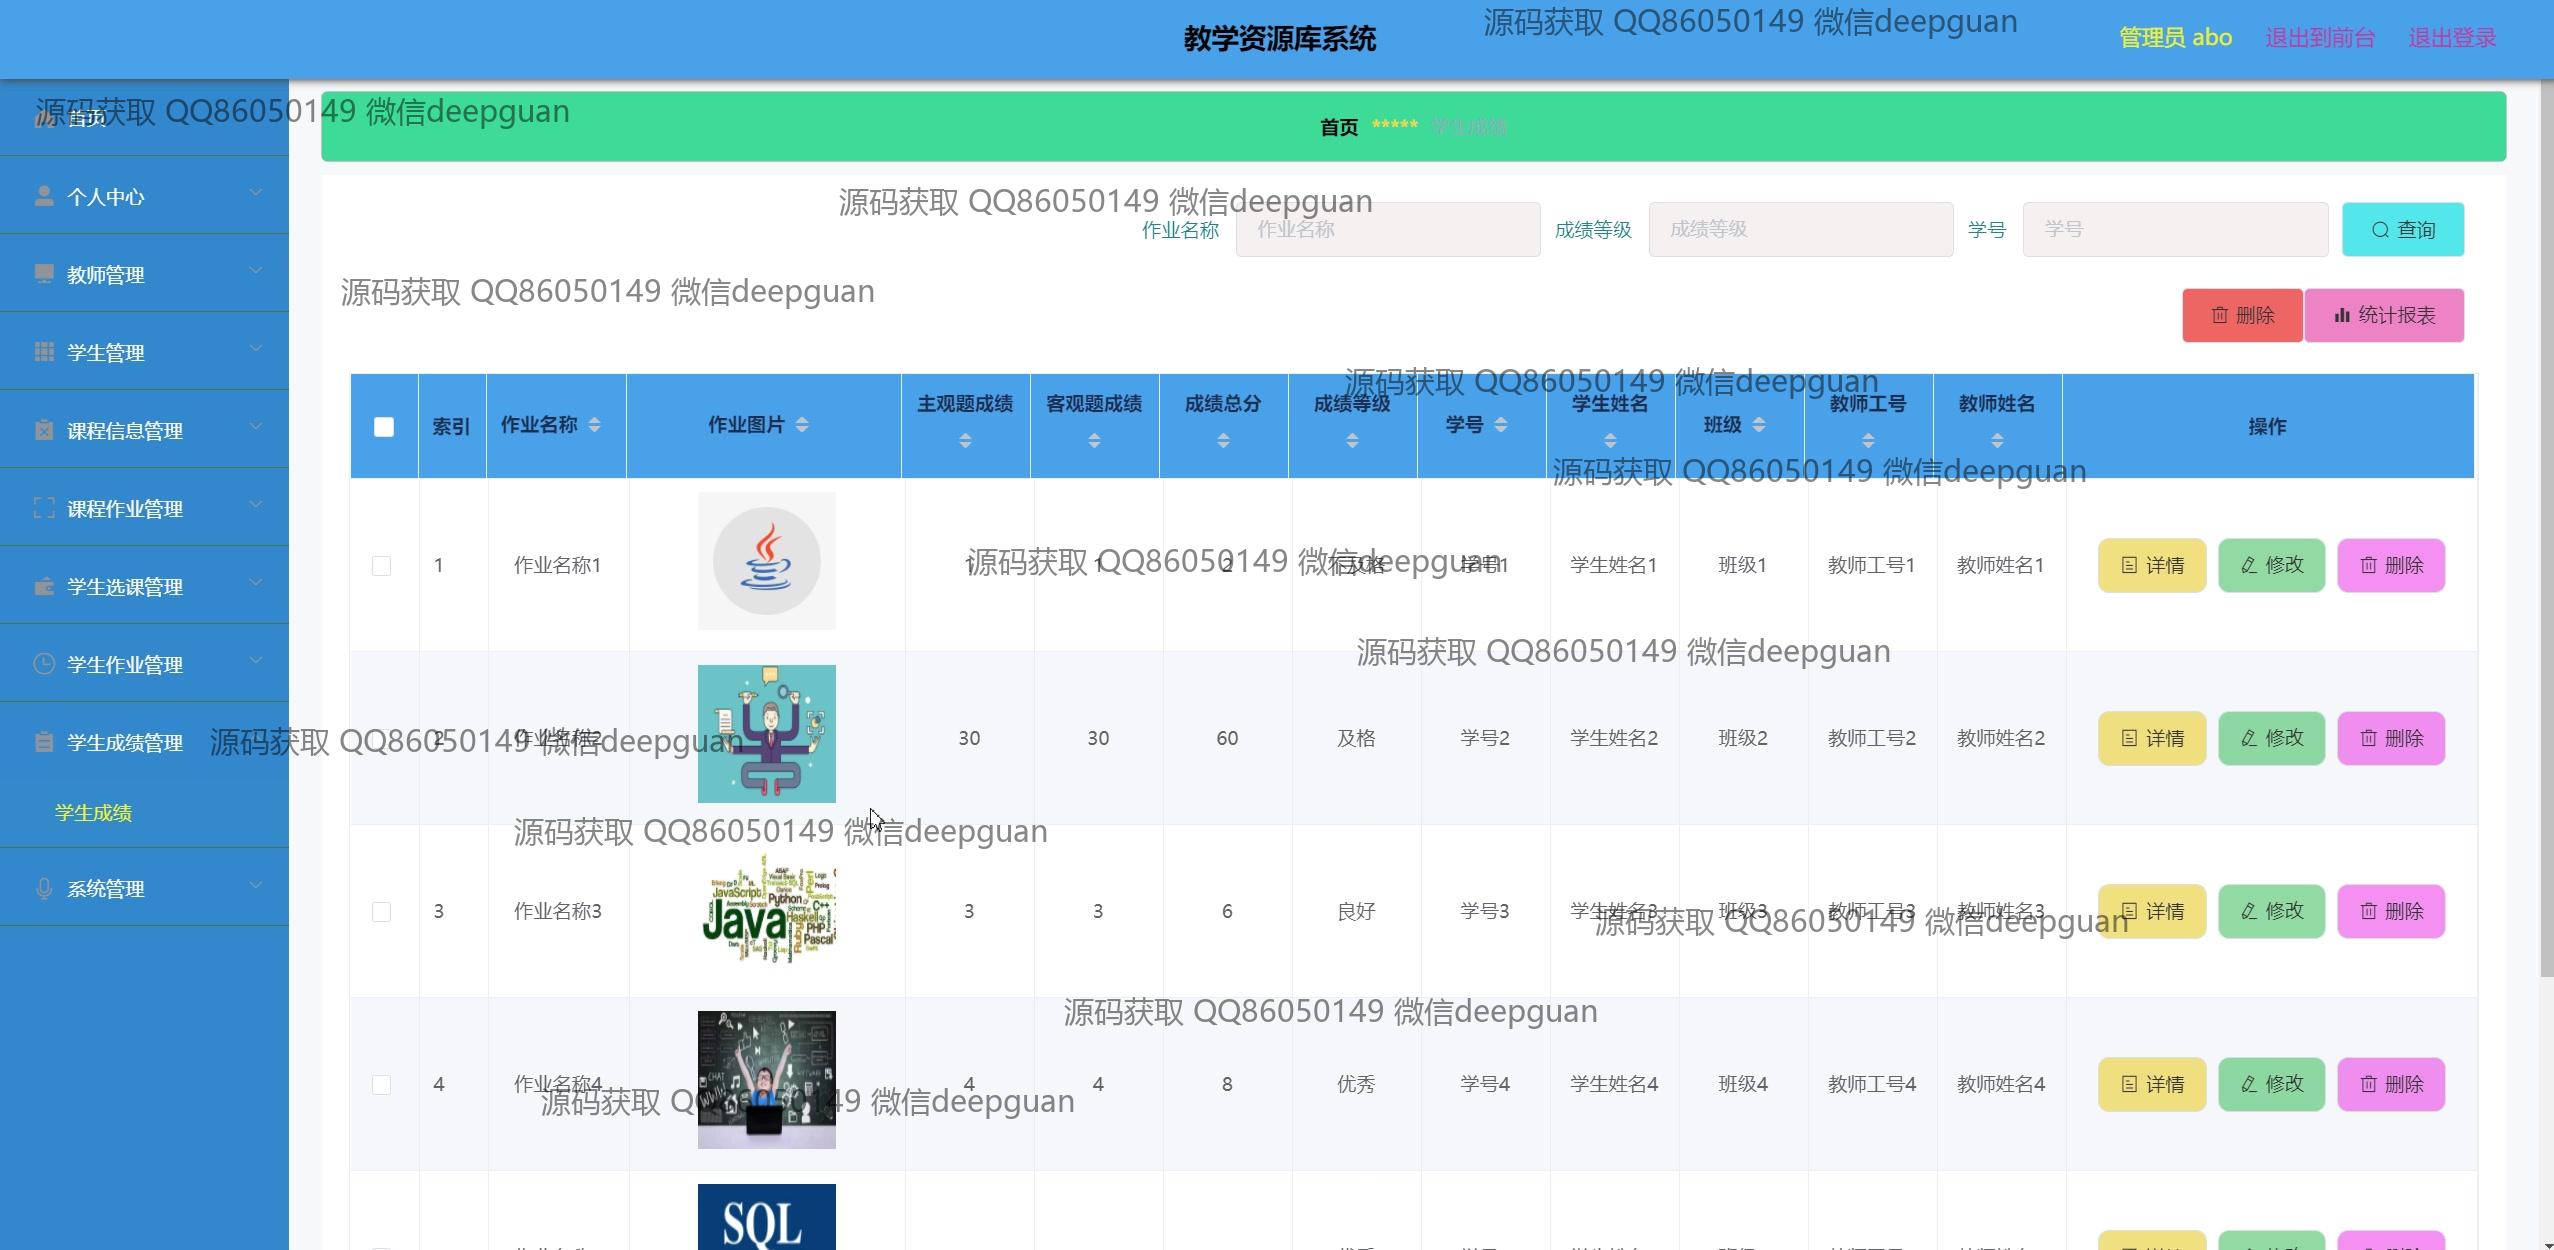 教学资源库系统
源码获取 QQ86050149 微信deepguan
管理员 abo
退出到前台
退出登录
首页
源码获取 QQ86050149 微信deepguan
首页 ***** 学生成绩
个人中心
教师管理
学生管理
课程信息管理
课程作业管理
学生选课管理
学生作业管理
学生成绩管理
学生成绩
系统管理
源码获取 QQ86050149 微信deepguan
作业名称 作业名称 成绩等级 成绩等级 学号 学号 查询
源码获取 QQ86050149 微信deepguan
删除 统计报表
源码获取 QQ86050149 微信deepguan
索引 作业名称 作业图片 主观题成绩 客观题成绩 成绩总分 成绩等级 学号 学生姓名 班级 教师工号 教师姓名 操作
源码获取 QQ86050149 微信deepguan
1 作业名称1 1 1 2 不及格 学号1 学生姓名1 班级1 教师工号1 教师姓名1 详情 修改 删除
源码获取 QQ86050149 微信deepguan
源码获取 QQ86050149 微信deepguan
2 作业名称2 30 30 60 及格 学号2 学生姓名2 班级2 教师工号2 教师姓名2 详情 修改 删除
源码获取 QQ86050149 微信deepguan
源码获取 QQ86050149 微信deepguan
JavaScript
Python
Java
Haskell
C++
PHP
Pascal
Ruby
Perl
3 作业名称3 3 3 6 良好 学号3 学生姓名3 班级3 教师工号3 教师姓名3 详情 修改 删除
源码获取 QQ86050149 微信deepguan
源码获取 QQ86050149 微信deepguan
CHAT
4 作业名称4 4 4 8 优秀 学号4 学生姓名4 班级4 教师工号4 教师姓名4 详情 修改 删除
源码获取 QQ86050149 微信deepguan
SQL